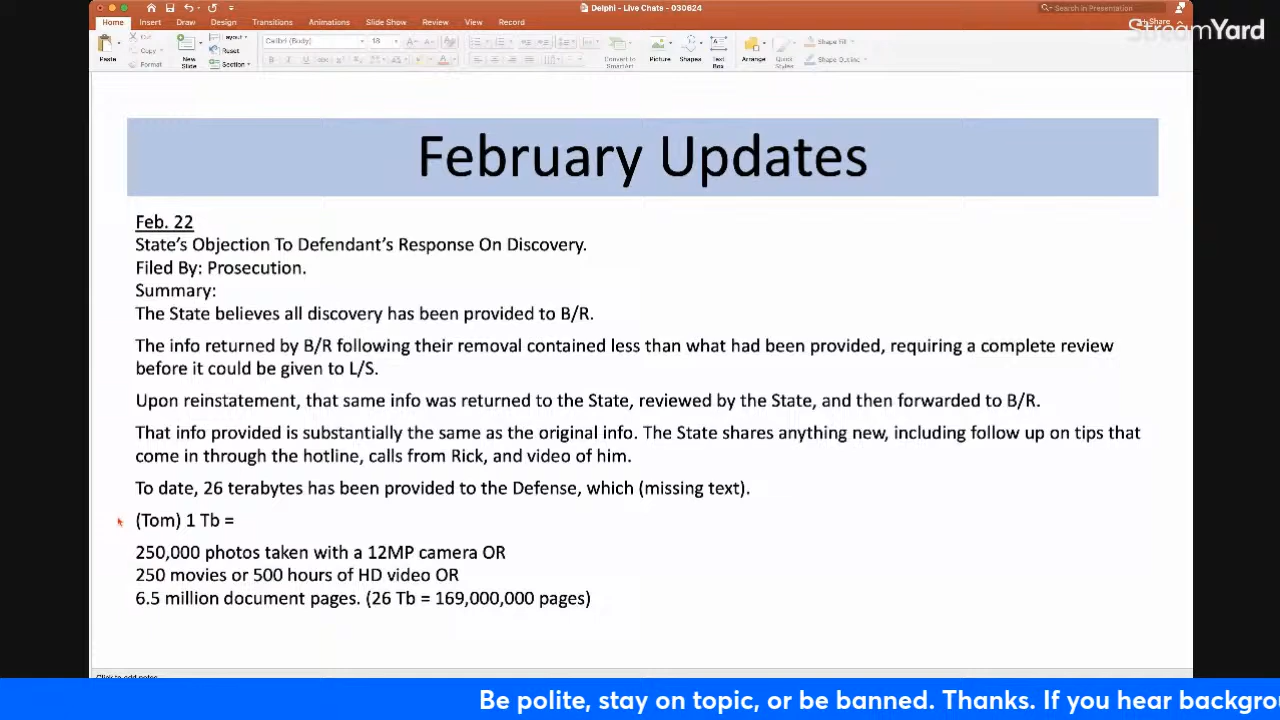 Delphi - Live Chats - 030624
Search in Presentation
Home Insert Draw Design Transitions Animations Slide Show Review View Record
Share
StreamYard
Paste
Cut
Copy
Format
New Slide
Layout
Reset
Section
Calibri (Body)
18
Convert to SmartArt
Picture
Shapes
Text Box
Arrange
Quick Styles
Shape Fill
Shape Outline
February Updates
Feb. 22
State’s Objection To Defendant’s Response On Discovery.
Filed By: Prosecution.
Summary:
The State believes all discovery has been provided to B/R.
The info returned by B/R following their removal contained less than what had been provided, requiring a complete review
before it could be given to L/S.
Upon reinstatement, that same info was returned to the State, reviewed by the State, and then forwarded to B/R.
That info provided is substantially the same as the original info. The State shares anything new, including follow up on tips that
come in through the hotline, calls from Rick, and video of him.
To date, 26 terabytes has been provided to the Defense, which (missing text).
(Tom) 1 Tb =
250,000 photos taken with a 12MP camera OR
250 movies or 500 hours of HD video OR
6.5 million document pages. (26 Tb = 169,000,000 pages)
Click to add notes
Be polite, stay on topic, or be banned. Thanks. If you hear backgro